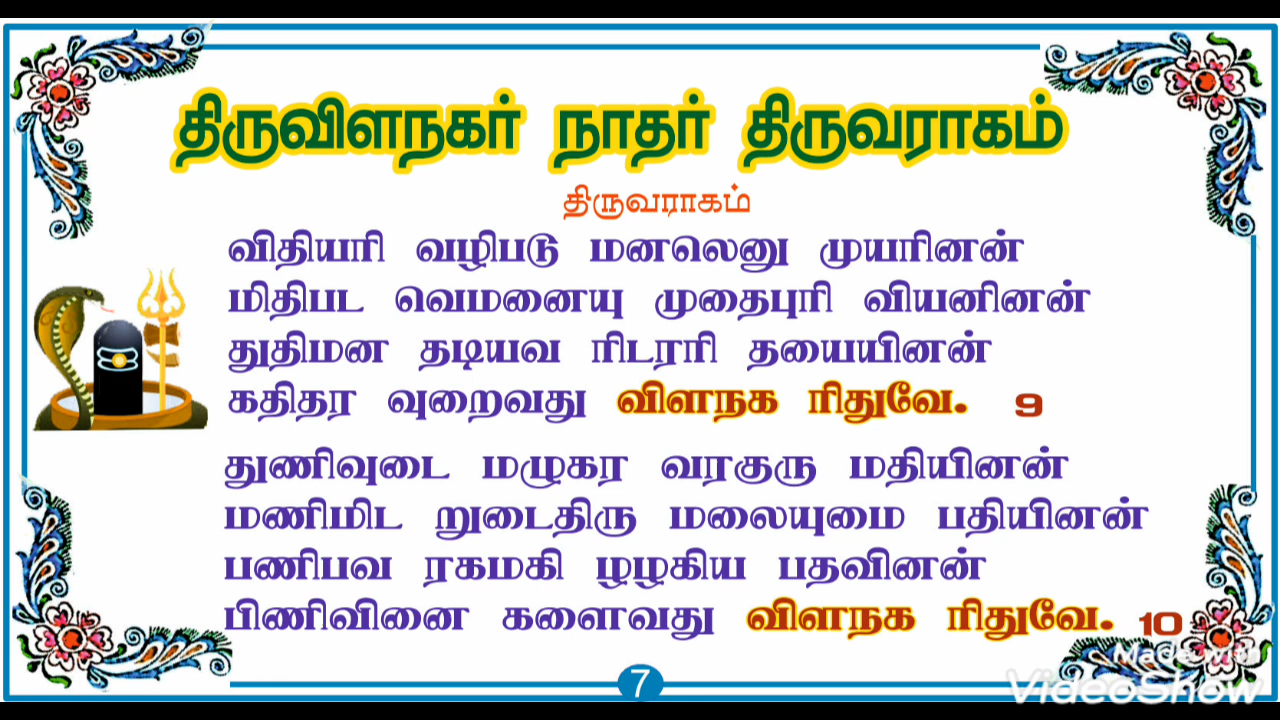 திருவிளநகர் நாதர் திருவராகம்
திருவராகம்
விதியரி வழிபடு மனலெனு முயரினன்
மிதிபட வெமனையு முதைபுரி வியனினன்
துதிமன தடியவ ரிடரரி தயையினன்
கதிதர வுறைவது விளநக ரிதுவே. 9
துணிவுடை மழுகர வரகுரு மதியினன்
மணிமிட றுடைதிரு மலையுமை பதியினன்
பணிபவ ரகமகி ழழகிய பதவினன்
பிணிவினை களைவது விளநக ரிதுவே. 10
Made with
VideoShow
7